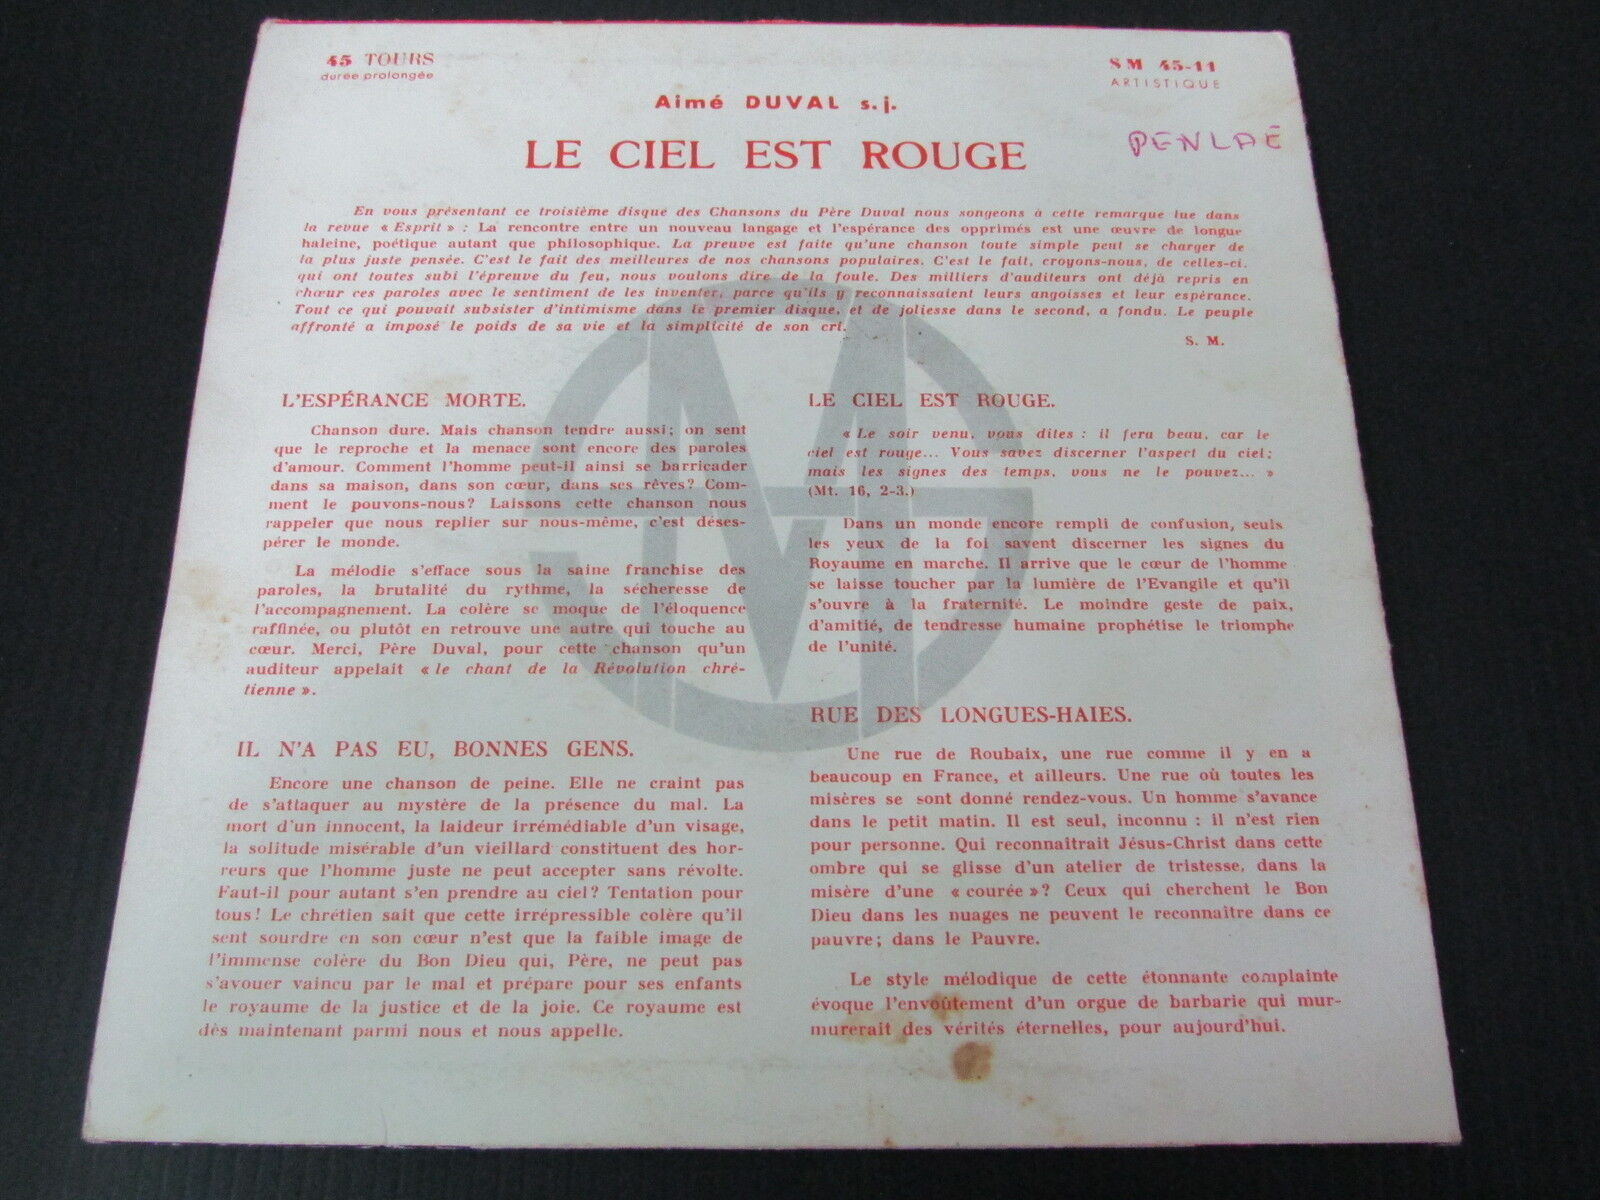 45 TOURS
durée prolongée
SM 45-11
ARTISTIQUE
Aimé DUVAL s.j.
PENLAÉ
LE CIEL EST ROUGE
En vous présentant ce troisième disque des Chansons du Père Duval nous songeons à cette remarque lue dans
la revue « Esprit » : La rencontre entre un nouveau langage et l'espérance des opprimés est une œuvre de longue
haleine, poétique autant que philosophique. La preuve est faite qu'une chanson toute simple peut se charger de
la plus juste pensée. C'est le fait des meilleures de nos chansons populaires. C'est le fait, croyons-nous, de celles-ci.
qui ont toutes subi l'épreuve du feu, nous voulons dire de la foule. Des milliers d'auditeurs ont déjà repris en
chœur ces paroles avec le sentiment de les inventer, parce qu'ils y reconnaissaient leurs angoisses et leur espérance.
Tout ce qui pouvait subsister d'intimisme dans le premier disque, et de joliesse dans le second, a fondu. Le peuple
affronté a imposé le poids de sa vie et la simplicité de son cri.
S. M.
L'ESPÉRANCE MORTE.
Chanson dure. Mais chanson tendre aussi; on sent
que le reproche et la menace sont encore des paroles
d'amour. Comment l'homme peut-il ainsi se barricader
dans sa maison, dans son cœur, dans ses rêves? Com-
ment le pouvons-nous? Laissons cette chanson nous
rappeler que nous replier sur nous-même, c'est déses-
pérer le monde.
La mélodie s'efface sous la saine franchise des
paroles, la brutalité du rythme, la sécheresse de
l'accompagnement. La colère se moque de l'éloquence
raffinée, ou plutôt en retrouve une autre qui touche au
cœur. Merci, Père Duval, pour cette chanson qu'un
auditeur appelait « le chant de la Révolution chré-
tienne ».
IL N'A PAS EU, BONNES GENS.
Encore une chanson de peine. Elle ne craint pas
de s'attaquer au mystère de la présence du mal. La
mort d'un innocent, la laideur irrémédiable d'un visage,
la solitude misérable d'un vieillard constituent des hor-
reurs que l'homme juste ne peut accepter sans révolte.
Faut-il pour autant s'en prendre au ciel? Tentation pour
tous! Le chrétien sait que cette irrépressible colère qu'il
sent sourdre en son cœur n'est que la faible image de
l'immense colère du Bon Dieu qui, Père, ne peut pas
s'avouer vaincu par le mal et prépare pour ses enfants
le royaume de la justice et de la joie. Ce royaume est
dès maintenant parmi nous et nous appelle.
LE CIEL EST ROUGE.
« Le soir venu, vous dites : il fera beau, car le
ciel est rouge... Vous savez discerner l'aspect du ciel;
mais les signes des temps, vous ne le pouvez... »
(Mt. 16, 2-3.)
Dans un monde encore rempli de confusion, seuls
les yeux de la foi savent discerner les signes du
Royaume en marche. Il arrive que le cœur de l'homme
se laisse toucher par la lumière de l'Evangile et qu'il
s'ouvre à la fraternité. Le moindre geste de paix,
d'amitié, de tendresse humaine prophétise le triomphe
de l'unité.
RUE DES LONGUES-HAIES.
Une rue de Roubaix, une rue comme il y en a
beaucoup en France, et ailleurs. Une rue où toutes les
misères se sont donné rendez-vous. Un homme s'avance
dans le petit matin. Il est seul, inconnu : il n'est rien
pour personne. Qui reconnaîtrait Jésus-Christ dans cette
ombre qui se glisse d'un atelier de tristesse, dans la
misère d'une « courée »? Ceux qui cherchent le Bon
Dieu dans les nuages ne peuvent le reconnaître dans ce
pauvre; dans le Pauvre.
Le style mélodique de cette étonnante complainte
évoque l'envoûtement d'un orgue de barbarie qui mur-
murerait des vérités éternelles, pour aujourd'hui.